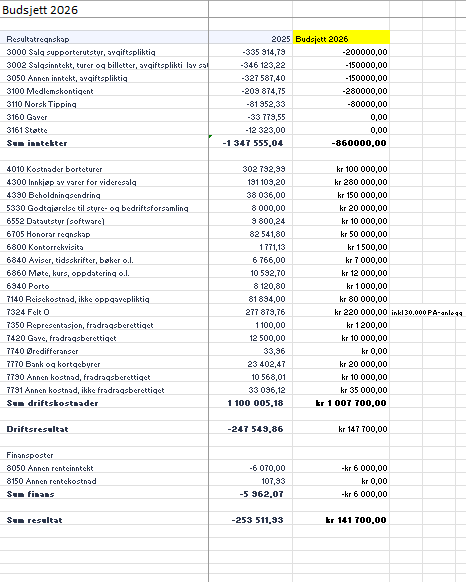 Budsjett 2026
Resultatregnskap 2025 Budsjett 2026
3000 Salg supporterutstyr, avgiftspliktig -335 914,79 -200000,00
3002 Salgsinntekt, turer og billetter, avgiftsplikti lav sat -346 123,22 -150000,00
3050 Annen inntekt, avgiftspliktig -327 587,40 -150000,00
3100 Medlemskontigent -209 874,75 -280000,00
3110 Norsk Tipping -81 952,33 -80000,00
3160 Gaver -33 779,55 0,00
3161 Støtte -12 323,00 0,00
Sum inntekter -1 347 555,04 -860000,00
4010 Kostnader borteturer 302 792,99 kr 100 000,00
4300 Innkjøp av varer for videresalg 191 109,20 kr 280 000,00
4390 Beholdningsendring 38 036,00 kr 150 000,00
5330 Godtgjørelse til styre- og bedriftsforsamling 8 000,00 kr 20 000,00
6552 Datautstyr (software) 9 800,24 kr 10 000,00
6705 Honorar regnskap 82 541,80 kr 50 000,00
6800 Kontorrekvisita 1 771,13 kr 1 500,00
6840 Aviser, tidsskrifter, bøker o.l. 6 766,00 kr 7 000,00
6860 Møte, kurs, oppdatering o.l. 10 592,70 kr 12 000,00
6940 Porto 8 120,80 kr 1 000,00
7140 Reisekostnad, ikke oppgavepliktig 81 894,00 kr 80 000,00
7324 Felt O 277 879,76 kr 220 000,00 inkl 30.000 PA-anlegg
7350 Representasjon, fradragsberettiget 1 100,00 kr 1 200,00
7420 Gave, fradragsberettiget 12 500,00 kr 10 000,00
7740 Øredifferanser 33,96 kr 0,00
7770 Bank og kortgebyrer 23 402,47 kr 20 000,00
7790 Annen kostnad, fradragsberettiget 10 568,01 kr 10 000,00
7791 Annen kostnad, ikke fradragsberettiget 33 096,12 kr 35 000,00
Sum driftskostnader 1 100 005,18 kr 1 007 700,00
Driftsresultat -247 549,86 kr 147 700,00
Finansposter
8050 Annen renteinntekt -6 070,00 -kr 6 000,00
8150 Annen rentekostnad 107,93 kr 0,00
Sum finans -5 962,07 -kr 6 000,00
Sum resultat -253 511,93 kr 141 700,00